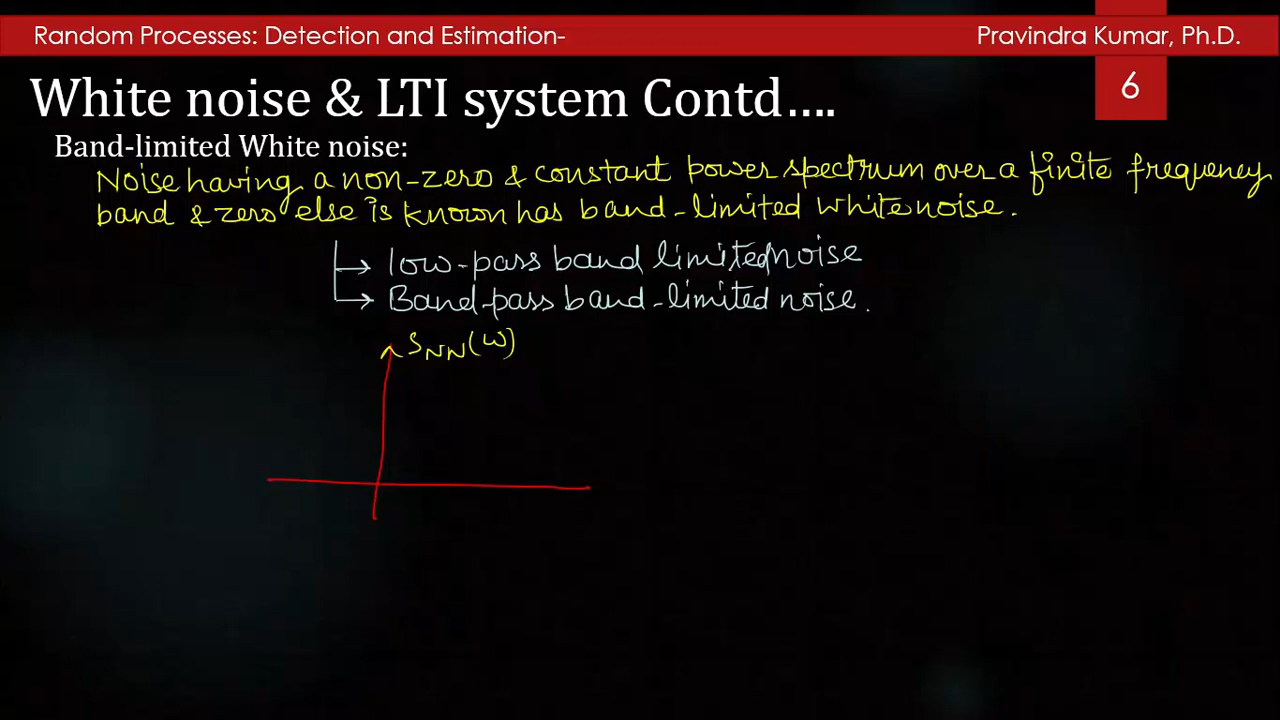 Random Processes: Detection and Estimation-
Pravindra Kumar, Ph.D.
6
White noise & LTI system Contd....
Band-limited White noise:
Noise having a non-zero & constant power spectrum over a finite frequency
band & zero else is known has band-limited white noise.
→ low-pass band limited noise
→ Band-pass band-limited noise.
S_NN(ω)